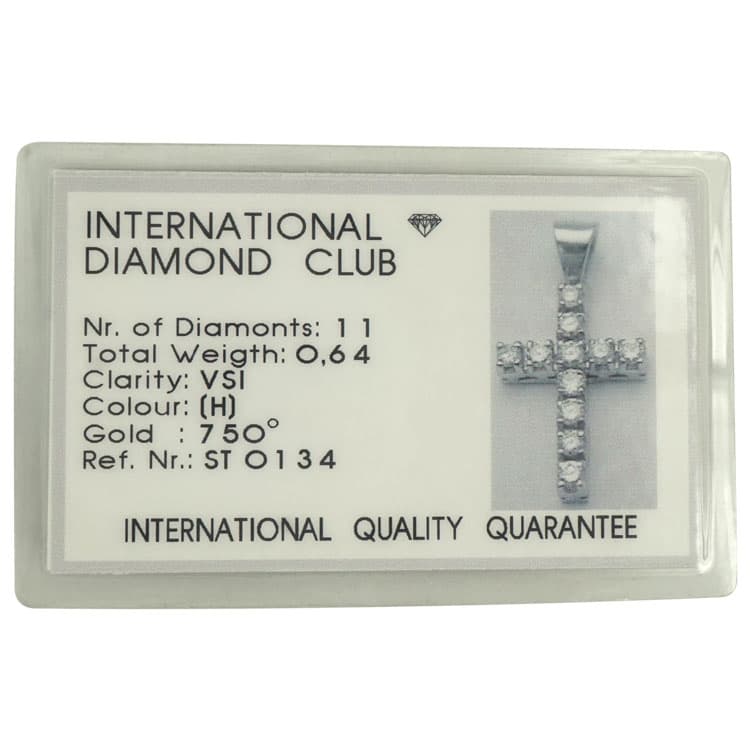 INTERNATIONAL
DIAMOND CLUB
Nr. of Diamonts: 11
Total Weigth: 0,64
Clarity: VSI
Colour: (H)
Gold : 750°
Ref. Nr.: ST 0134
INTERNATIONAL QUALITY QUARANTEE